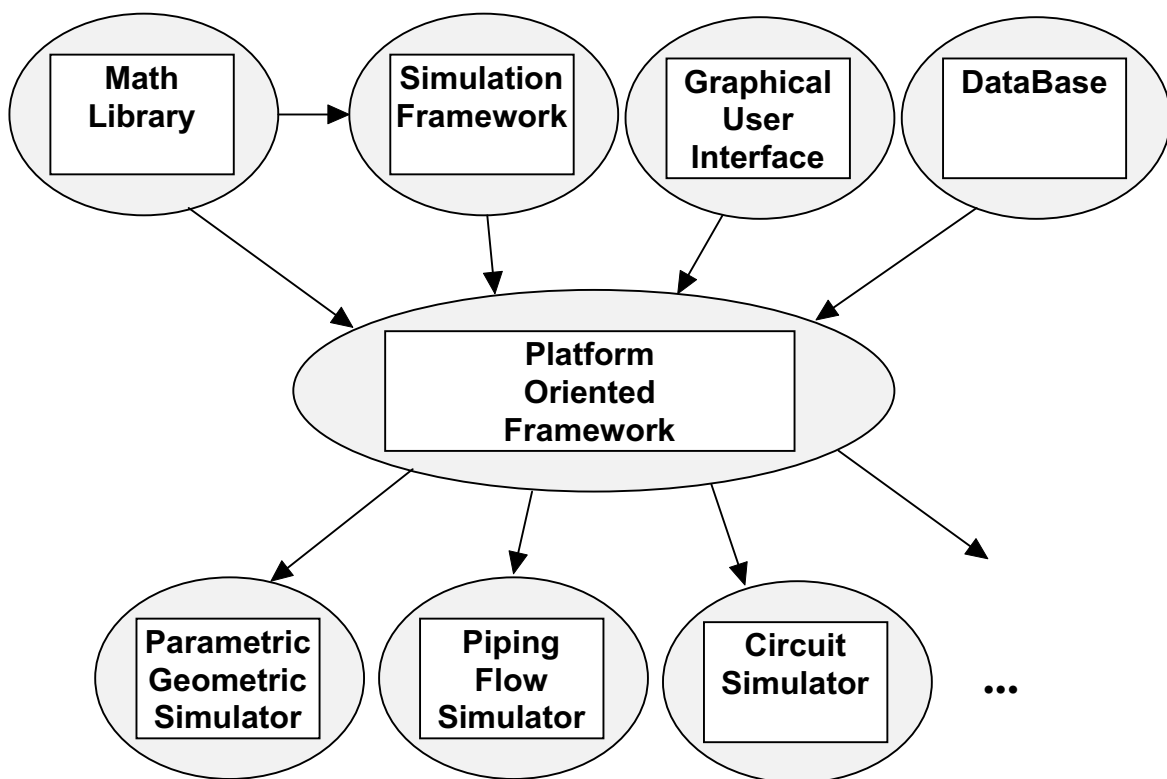 Math
Library
Simulation
Framework
Graphical
User
Interface
DataBase
Platform
Oriented
Framework
Parametric
Geometric
Simulator
Piping
Flow
Simulator
Circuit
Simulator
...